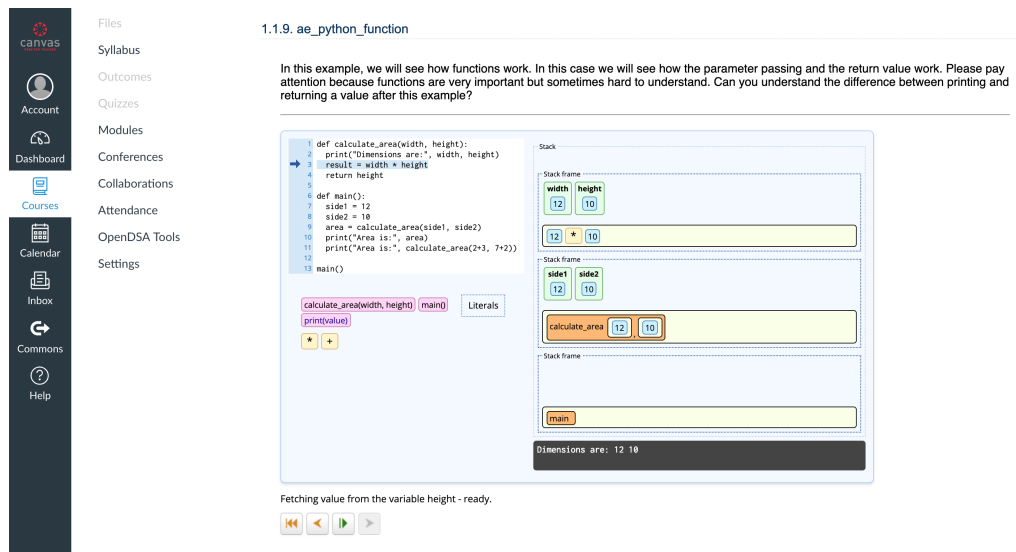 canvas
Account
Dashboard
Courses
Calendar
Inbox
Commons
Help
Files
Syllabus
Outcomes
Quizzes
Modules
Conferences
Collaborations
Attendance
OpenDSA Tools
Settings
1.1.9. ae_python_function
In this example, we will see how functions work. In this case we will see how the parameter passing and the return value work. Please pay
attention because functions are very important but sometimes hard to understand. Can you understand the difference between printing and
returning a value after this example?
1 def calculate_area(width, height):
2 print("Dimensions are:", width, height)
3 result = width * height
4 return height
5
6 def main():
7 side1 = 12
8 side2 = 10
9 area = calculate_area(side1, side2)
10 print("Area is:", area)
11 print("Area is:", calculate_area(2+3, 7+2))
12
13 main()
calculate_area(width, height) main()
print(value)
* +
Literals
Stack
Stack frame
width height
12 10
12 * 10
Stack frame
side1 side2
12 10
calculate_area 12 , 10
Stack frame
main
Dimensions are: 12 10
Fetching value from the variable height - ready.